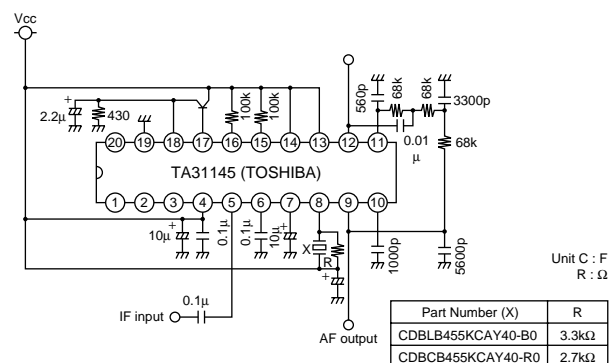 Vcc
+
2.2μ
430
100k
100k
560p
68k
68k
3300p
0.01
μ
68k
20 19 18 17 16 15 14 13 12 11
TA31145 (TOSHIBA)
1 2 3 4 5 6 7 8 9 10
10μ
+
0.1μ
0.1μ
10μ
+
X
R
+
1000p
5600p
Unit C : F
R : Ω
IF input
0.1μ
AF output
Part Number (X) R
CDBLB455KCAY40-B0 3.3kΩ
CDBCB455KCAY40-R0 2.7kΩ